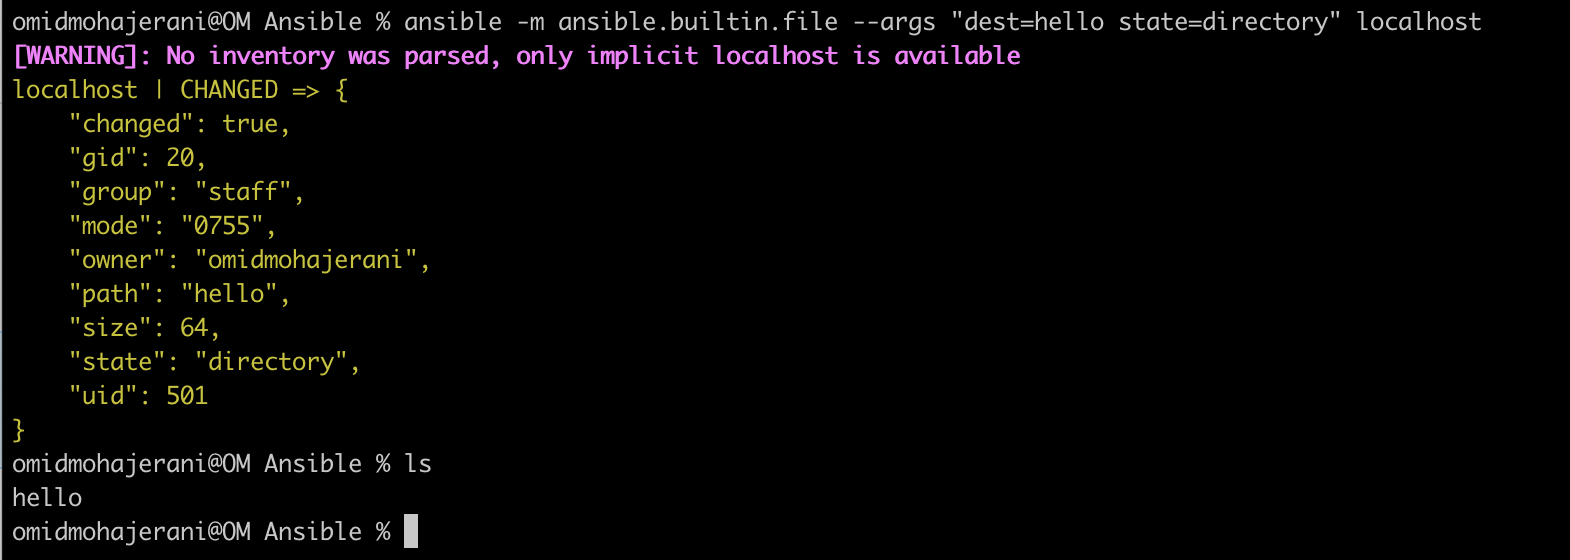 omidmohajerani@OM Ansible % ansible -m ansible.builtin.file --args "dest=hello state=directory" localhost
[WARNING]: No inventory was parsed, only implicit localhost is available
localhost | CHANGED => {
    "changed": true,
    "gid": 20,
    "group": "staff",
    "mode": "0755",
    "owner": "omidmohajerani",
    "path": "hello",
    "size": 64,
    "state": "directory",
    "uid": 501
}
omidmohajerani@OM Ansible % ls
hello
omidmohajerani@OM Ansible %